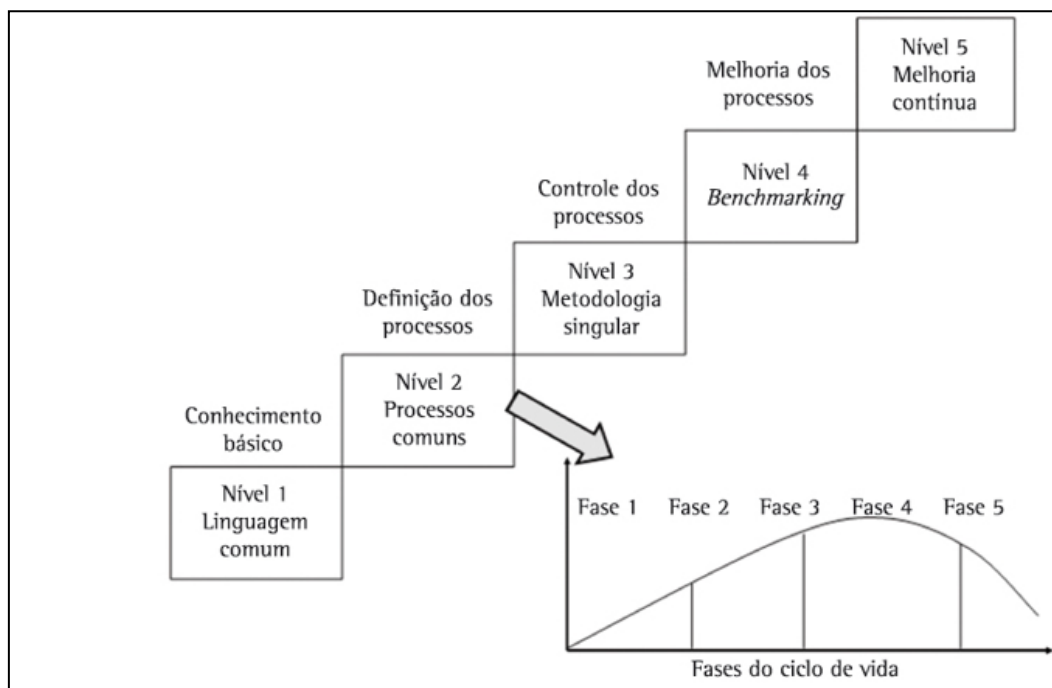 Nível 5
Melhoria
contínua
Melhoria dos
processos
Nível 4
Benchmarking
Controle dos
processos
Nível 3
Metodologia
singular
Definição dos
processos
Nível 2
Processos
comuns
Conhecimento
básico
Nível 1
Linguagem
comum
Fase 1 Fase 2 Fase 3 Fase 4 Fase 5
Fases do ciclo de vida